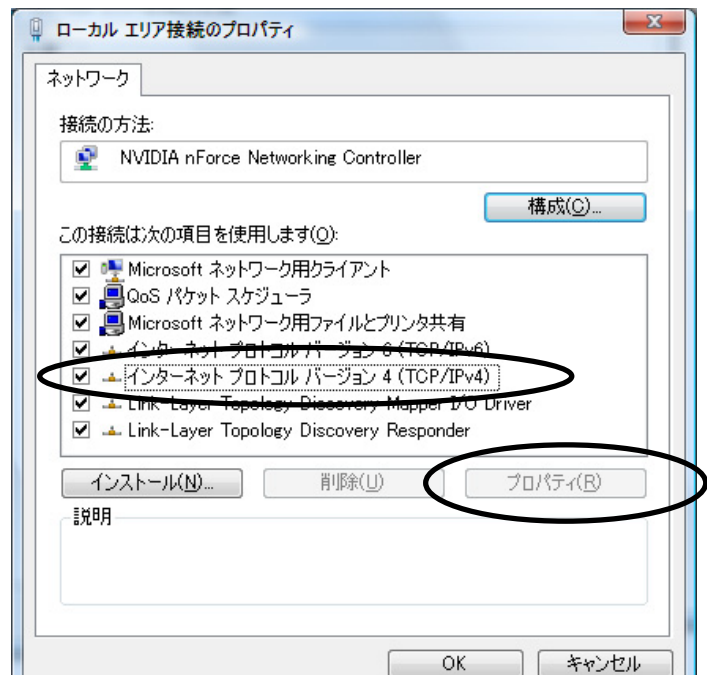 ローカル エリア接続のプロパティ
ネットワーク
接続の方法:
NVIDIA nForce Networking Controller
構成(C)...
この接続は次の項目を使用します(O):
Microsoft ネットワーク用クライアント
QoS パケット スケジューラ
Microsoft ネットワーク用ファイルとプリンタ共有
インターネット プロトコル バージョン 6 (TCP/IPv6)
インターネット プロトコル バージョン 4 (TCP/IPv4)
Link-Layer Topology Discovery Mapper I/O Driver
Link-Layer Topology Discovery Responder
インストール(N)... 削除(U) プロパティ(R)
説明
OK キャンセル